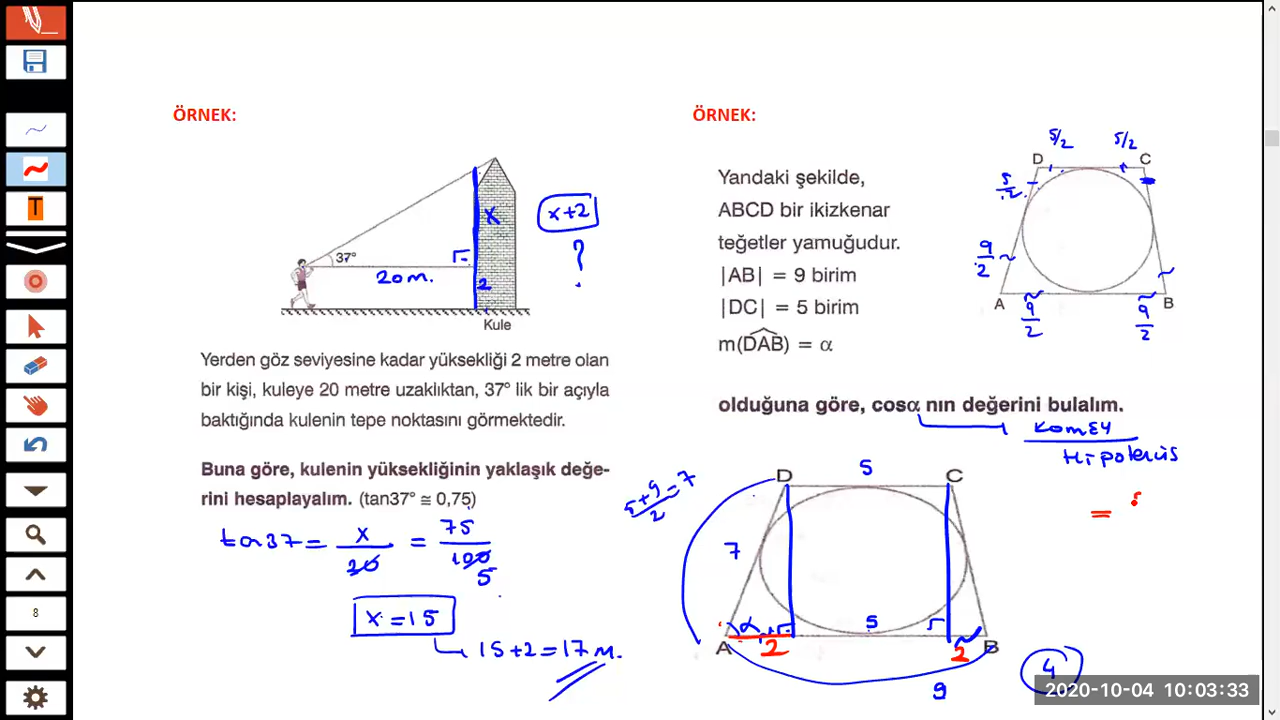 ÖRNEK:
37°
20 m.
x
2
x+2
?
Kule
Yerden göz seviyesine kadar yüksekliği 2 metre olan
bir kişi, kuleye 20 metre uzaklıktan, 37° lik bir açıyla
baktığında kulenin tepe noktasını görmektedir.
Buna göre, kulenin yüksekliğinin yaklaşık değe-
rini hesaplayalım. (tan37° ≅ 0,75)
tan37 = x/20 = 75/100
5
x = 15
15+2 = 17 m.
ÖRNEK:
Yandaki şekilde,
ABCD bir ikizkenar
teğetler yamuğudur.
|AB| = 9 birim
|DC| = 5 birim
m(DAB) = α
5/2 5/2
D C
5/2
9/2
A B
9/2 9/2
olduğuna göre, cosα nın değerini bulalım.
Komşu
Hipotenüs
=
5+9/2 = 7
D 5 C
7
α 5
A 2 2 B
9
4
T
8
2020-10-04 10:03:33